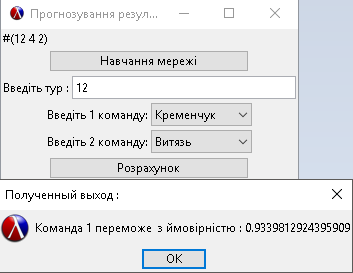 Прогнозування резул...
#(12 4 2)
Навчання мережі
Введіть тур : 12
Введіть 1 команду: Кременчук
Введіть 2 команду: Витязь
Розрахунок
Полученный выход :
Команда 1 переможе з ймовірністю : 0.9339812924395909
OK